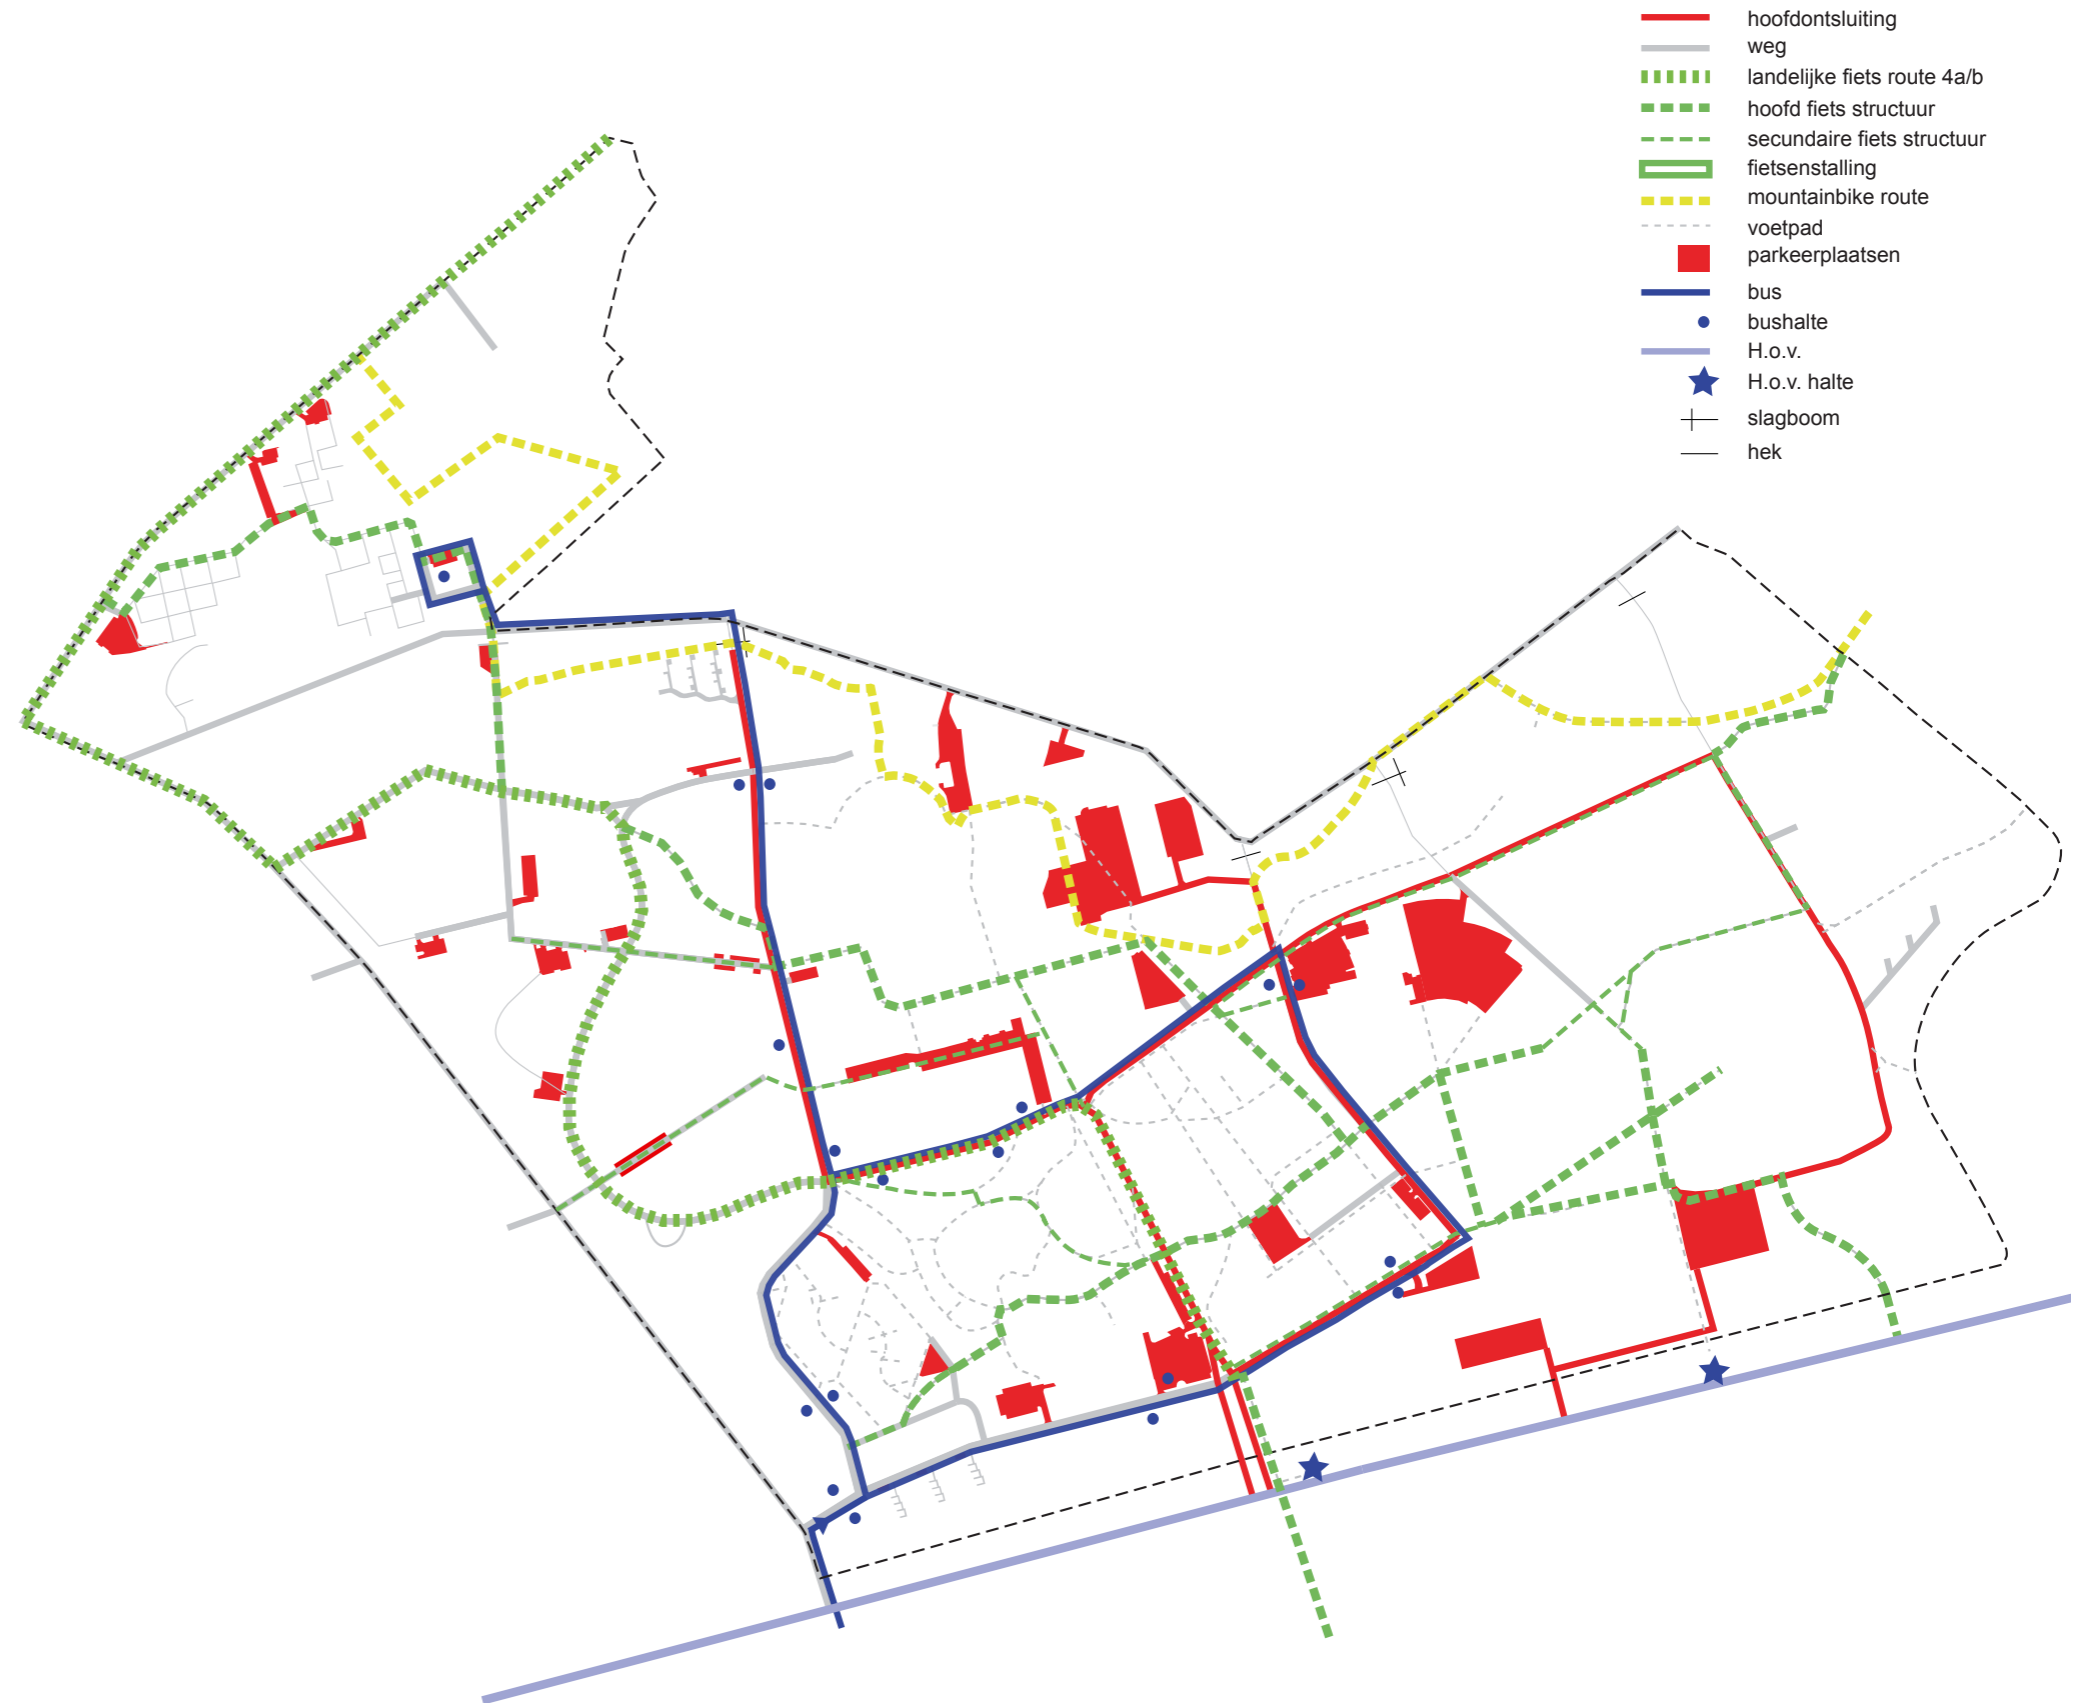 hoofdontsluiting
weg
landelijke fiets route 4a/b
hoofd fiets structuur
secundaire fiets structuur
fietsenstalling
mountainbike route
voetpad
parkeerplaatsen
bus
bushalte
H.o.v.
H.o.v. halte
slagboom
hek